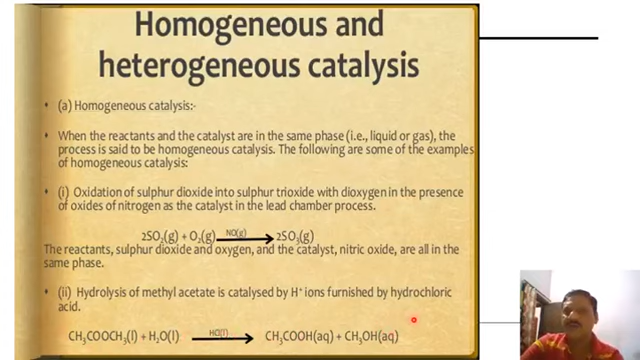 Homogeneous and
heterogeneous catalysis
• (a) Homogeneous catalysis:-
• When the reactants and the catalyst are in the same phase (i.e., liquid or gas), the
process is said to be homogeneous catalysis. The following are some of the examples
of homogeneous catalysis:
• (i) Oxidation of sulphur dioxide into sulphur trioxide with dioxygen in the presence
of oxides of nitrogen as the catalyst in the lead chamber process.
2SO₂(g) + O₂(g) NO(g) 2SO₃(g)
The reactants, sulphur dioxide and oxygen, and the catalyst, nitric oxide, are all in the
same phase.
• (ii) Hydrolysis of methyl acetate is catalysed by H⁺ ions furnished by hydrochloric
acid.
CH₃COOCH₃(l) + H₂O(l) HCl(l) CH₃COOH(aq) + CH₃OH(aq)